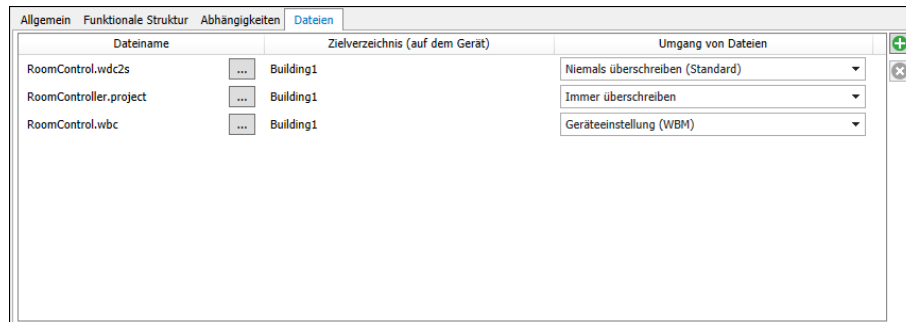 Allgemein Funktionale Struktur Abhängigkeiten Dateien
Dateiname Zielverzeichnis (auf dem Gerät) Umgang von Dateien
RoomControl.wdc2s ... Building1 Niemals überschreiben (Standard)
RoomController.project ... Building1 Immer überschreiben
RoomControl.wbc ... Building1 Geräteeinstellung (WBM)